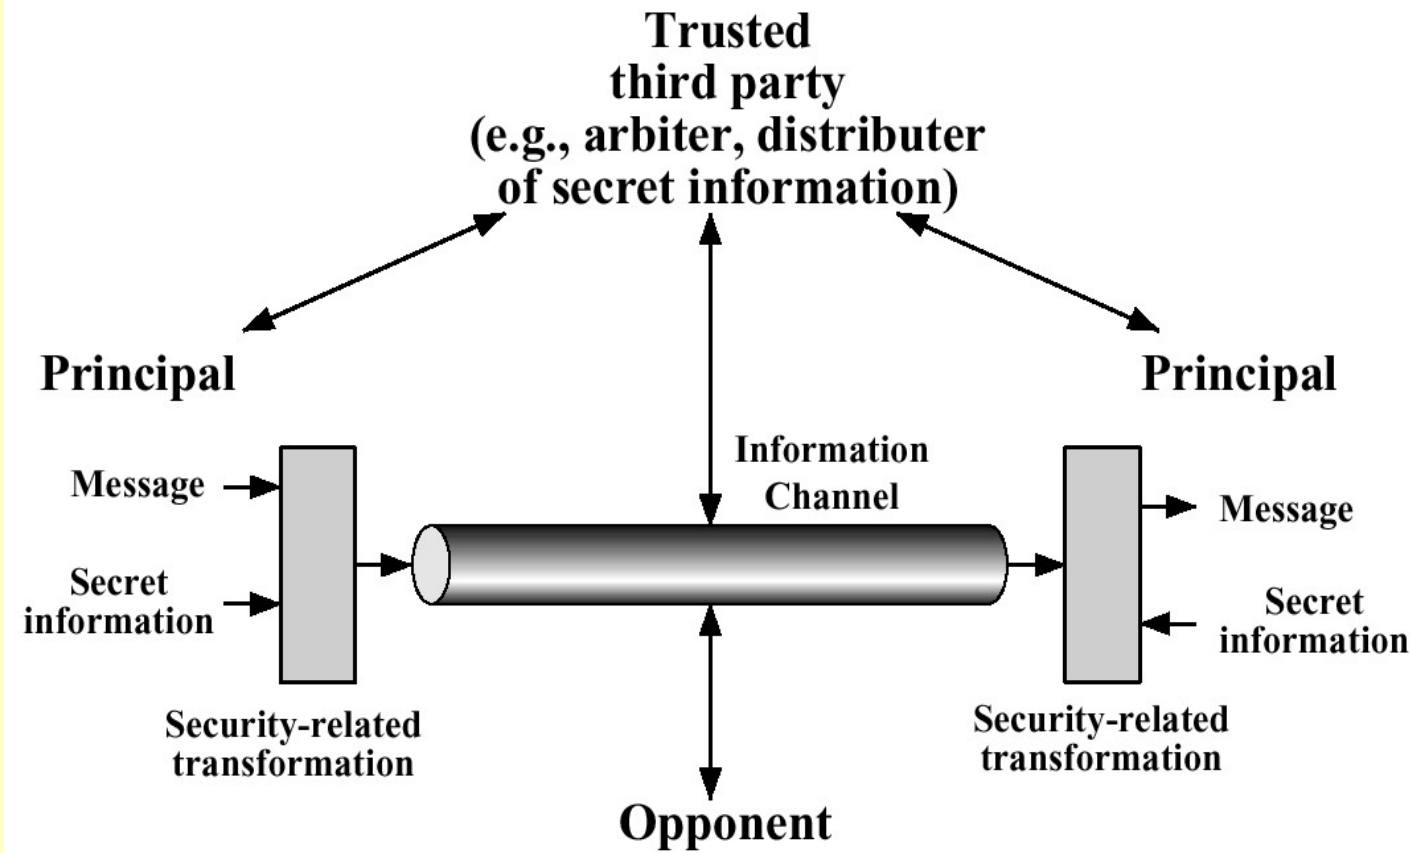 Trusted
third party
(e.g., arbiter, distributer
of secret information)
Principal
Principal
Information
Channel
Message
Secret
information
Message
Secret
information
Security-related
transformation
Security-related
transformation
Opponent